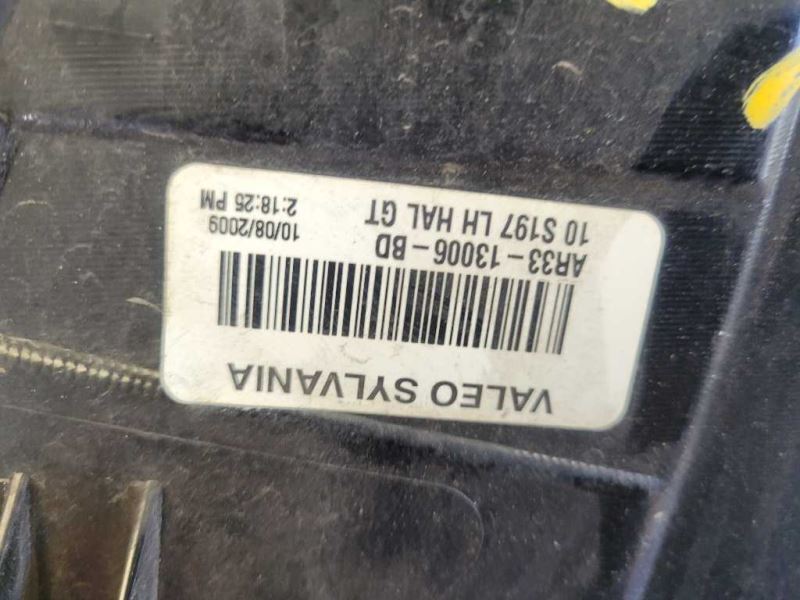 VALEO SYLVANIA
AR33-13006-BD
10 S197 LH HAL GT
10/08/2009
2:18:25 PM